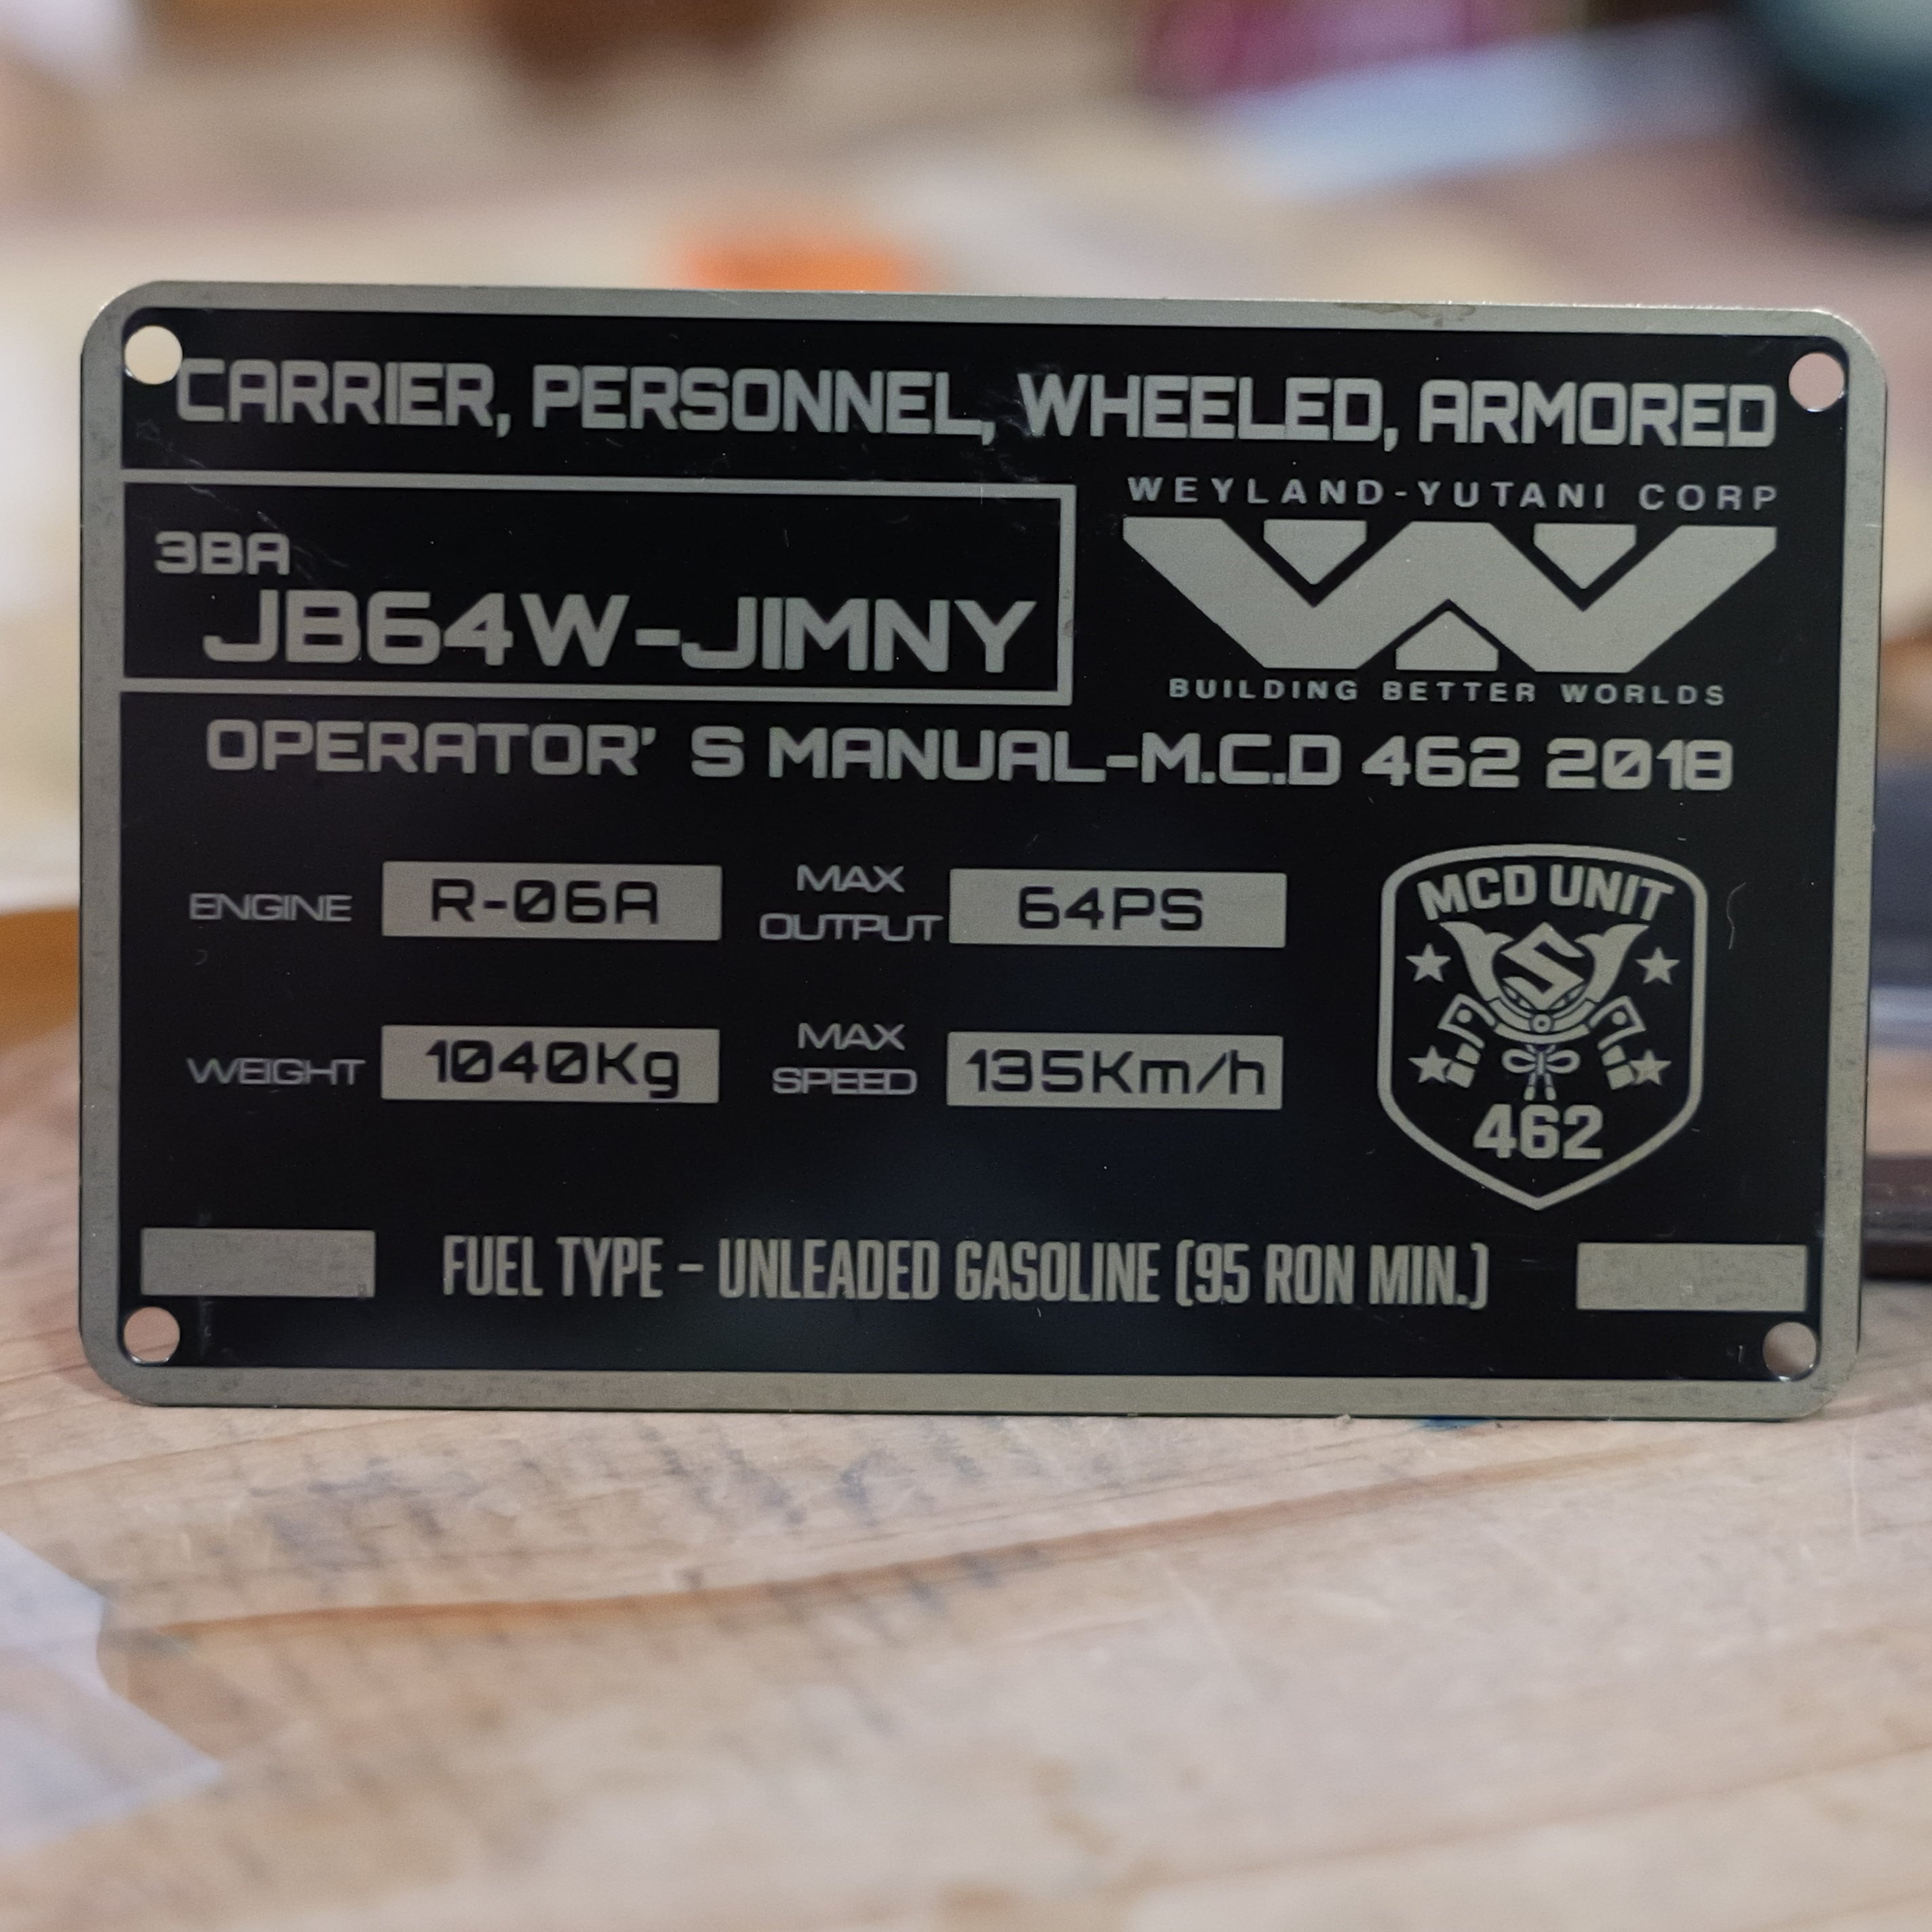 CARRIER, PERSONNEL, WHEELED, ARMORED
WEYLAND-YUTANI CORP
3BA
JB64W-JIMNY
BUILDING BETTER WORLDS
OPERATOR' S MANUAL-M.C.D 462 2018
ENGINE R-06A MAX OUTPUT 64PS
MCD UNIT
S
WEIGHT 1040Kg MAX SPEED 135Km/h
462
FUEL TYPE - UNLEADED GASOLINE (95 RON MIN.)